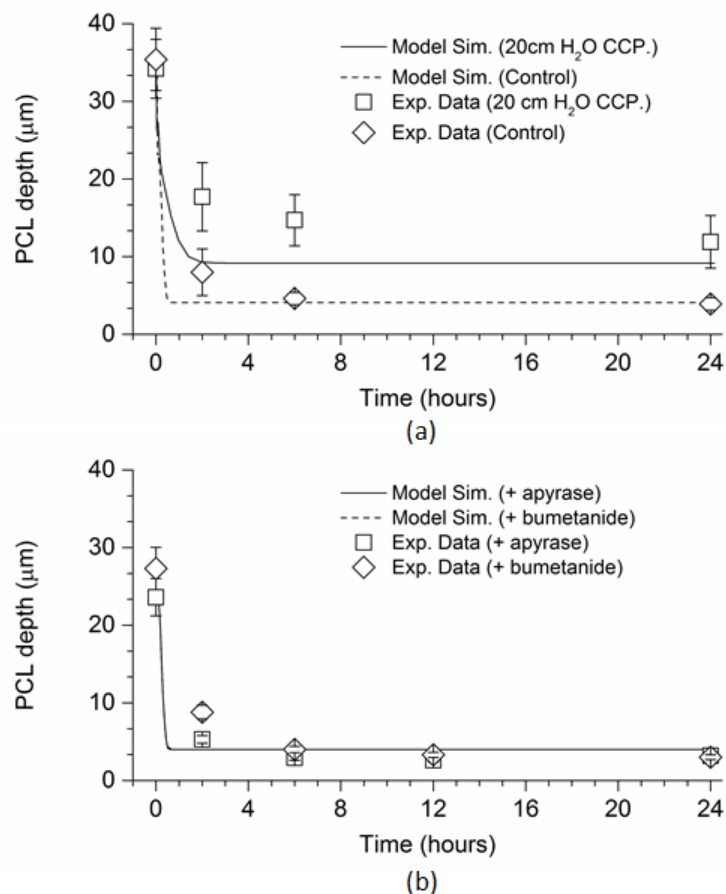 40
30
20
10
0
PCL depth (μm)
Model Sim. (20cm H₂O CCP.)
Model Sim. (Control)
Exp. Data (20 cm H₂O CCP.)
Exp. Data (Control)
0 4 8 12 16 20 24
Time (hours)
(a)
40
30
20
10
0
PCL depth (μm)
Model Sim. (+ apyrase)
Model Sim. (+ bumetanide)
Exp. Data (+ apyrase)
Exp. Data (+ bumetanide)
0 4 8 12 16 20 24
Time (hours)
(b)